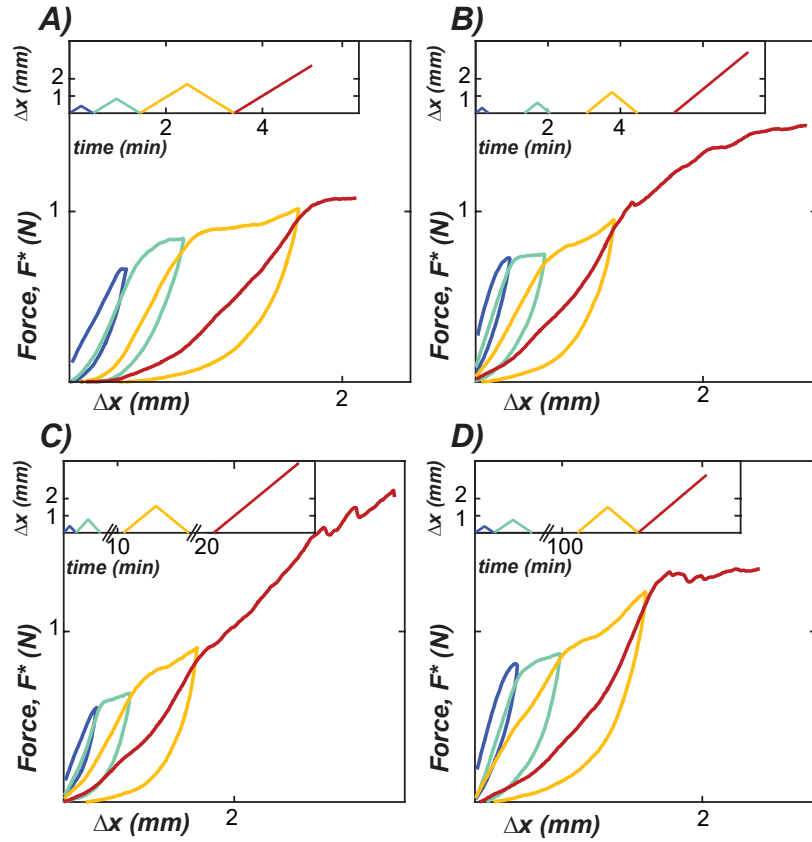 A)
Δx (mm)
2
1
2
4
time (min)
Force, F* (N)
1
2
Δx (mm)
B)
Δx (mm)
2
1
2
4
time (min)
Force, F* (N)
1
2
Δx (mm)
C)
Δx (mm)
2
1
10
20
time (min)
Force, F* (N)
1
2
Δx (mm)
D)
Δx (mm)
2
1
100
time (min)
Force, F* (N)
1
2
Δx (mm)